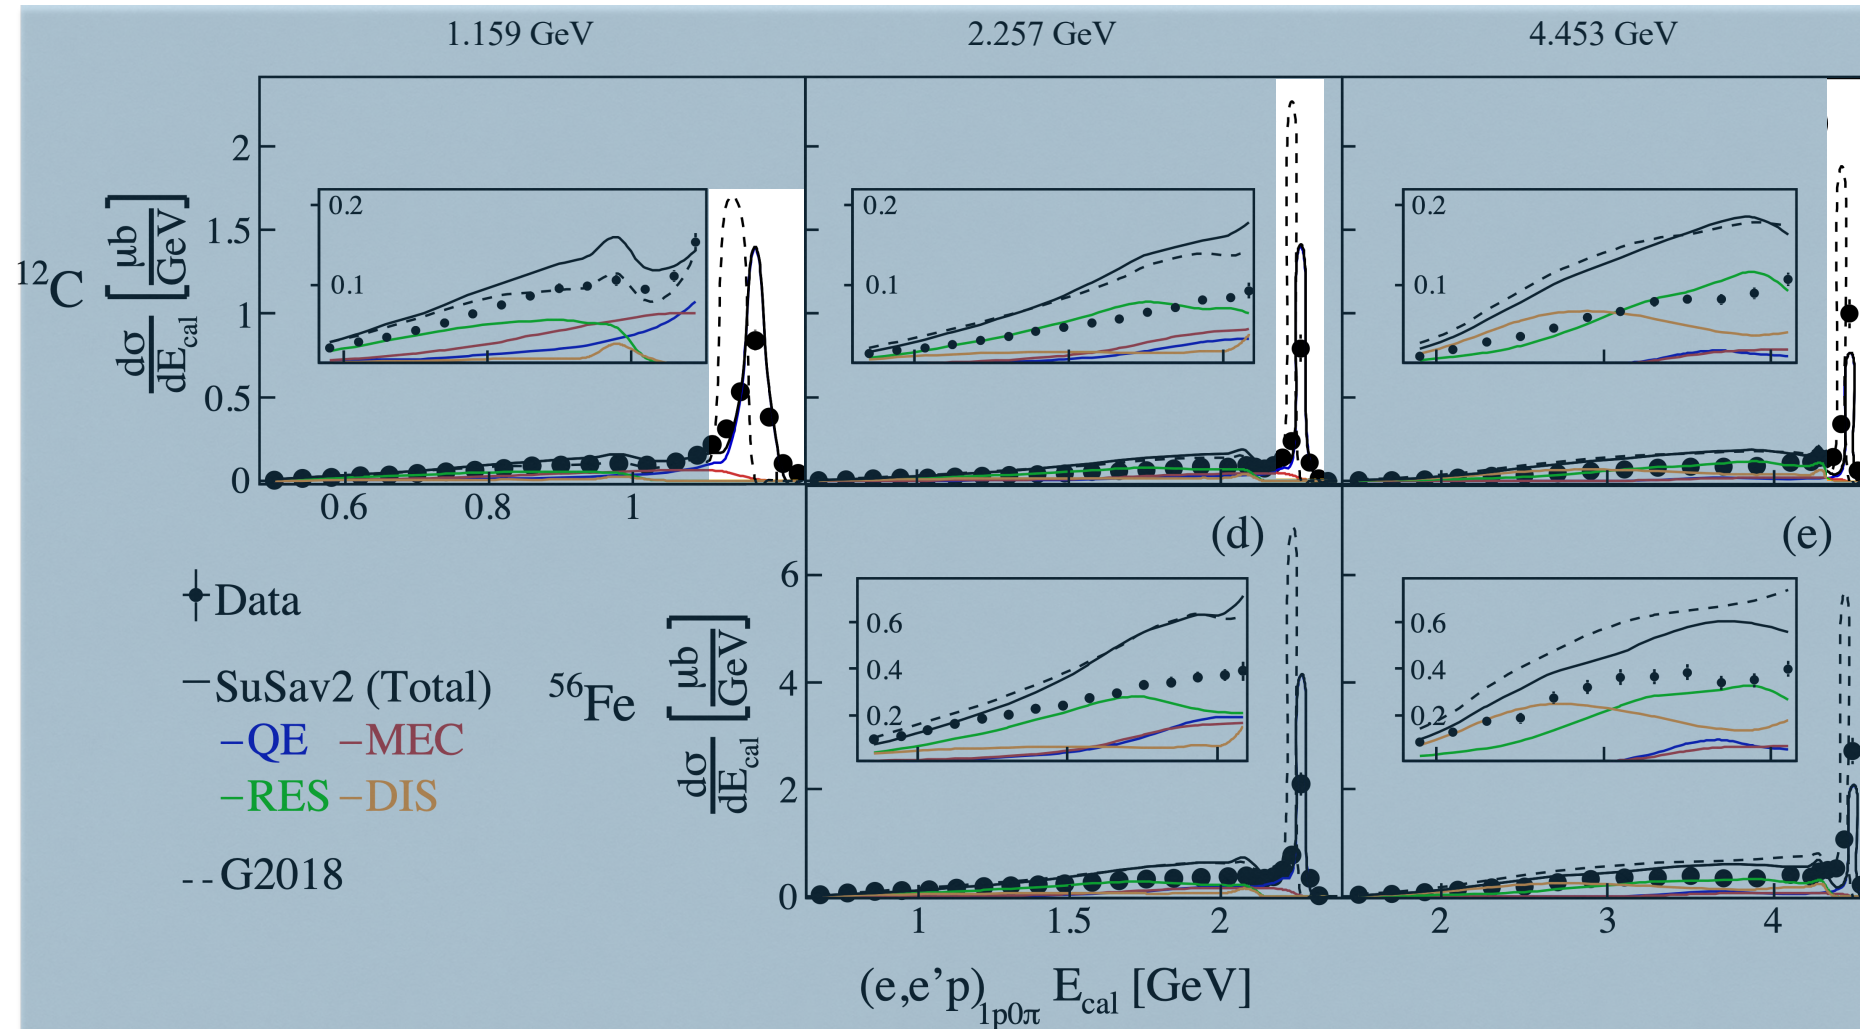 1.159 GeV
2.257 GeV
4.453 GeV
¹²C
dσ/dE_cal [μb/GeV]
2
1.5
1
0.5
0
0.2
0.1
0.2
0.1
0.2
0.1
0.6
0.8
1
(d)
(e)
Data
SuSav2 (Total)
QE
MEC
RES
DIS
G2018
⁵⁶Fe
dσ/dE_cal [μb/GeV]
6
4
2
0
0.6
0.4
0.2
0.6
0.4
0.2
1
1.5
2
2
3
4
(e,e’p)_1p0π E_cal [GeV]